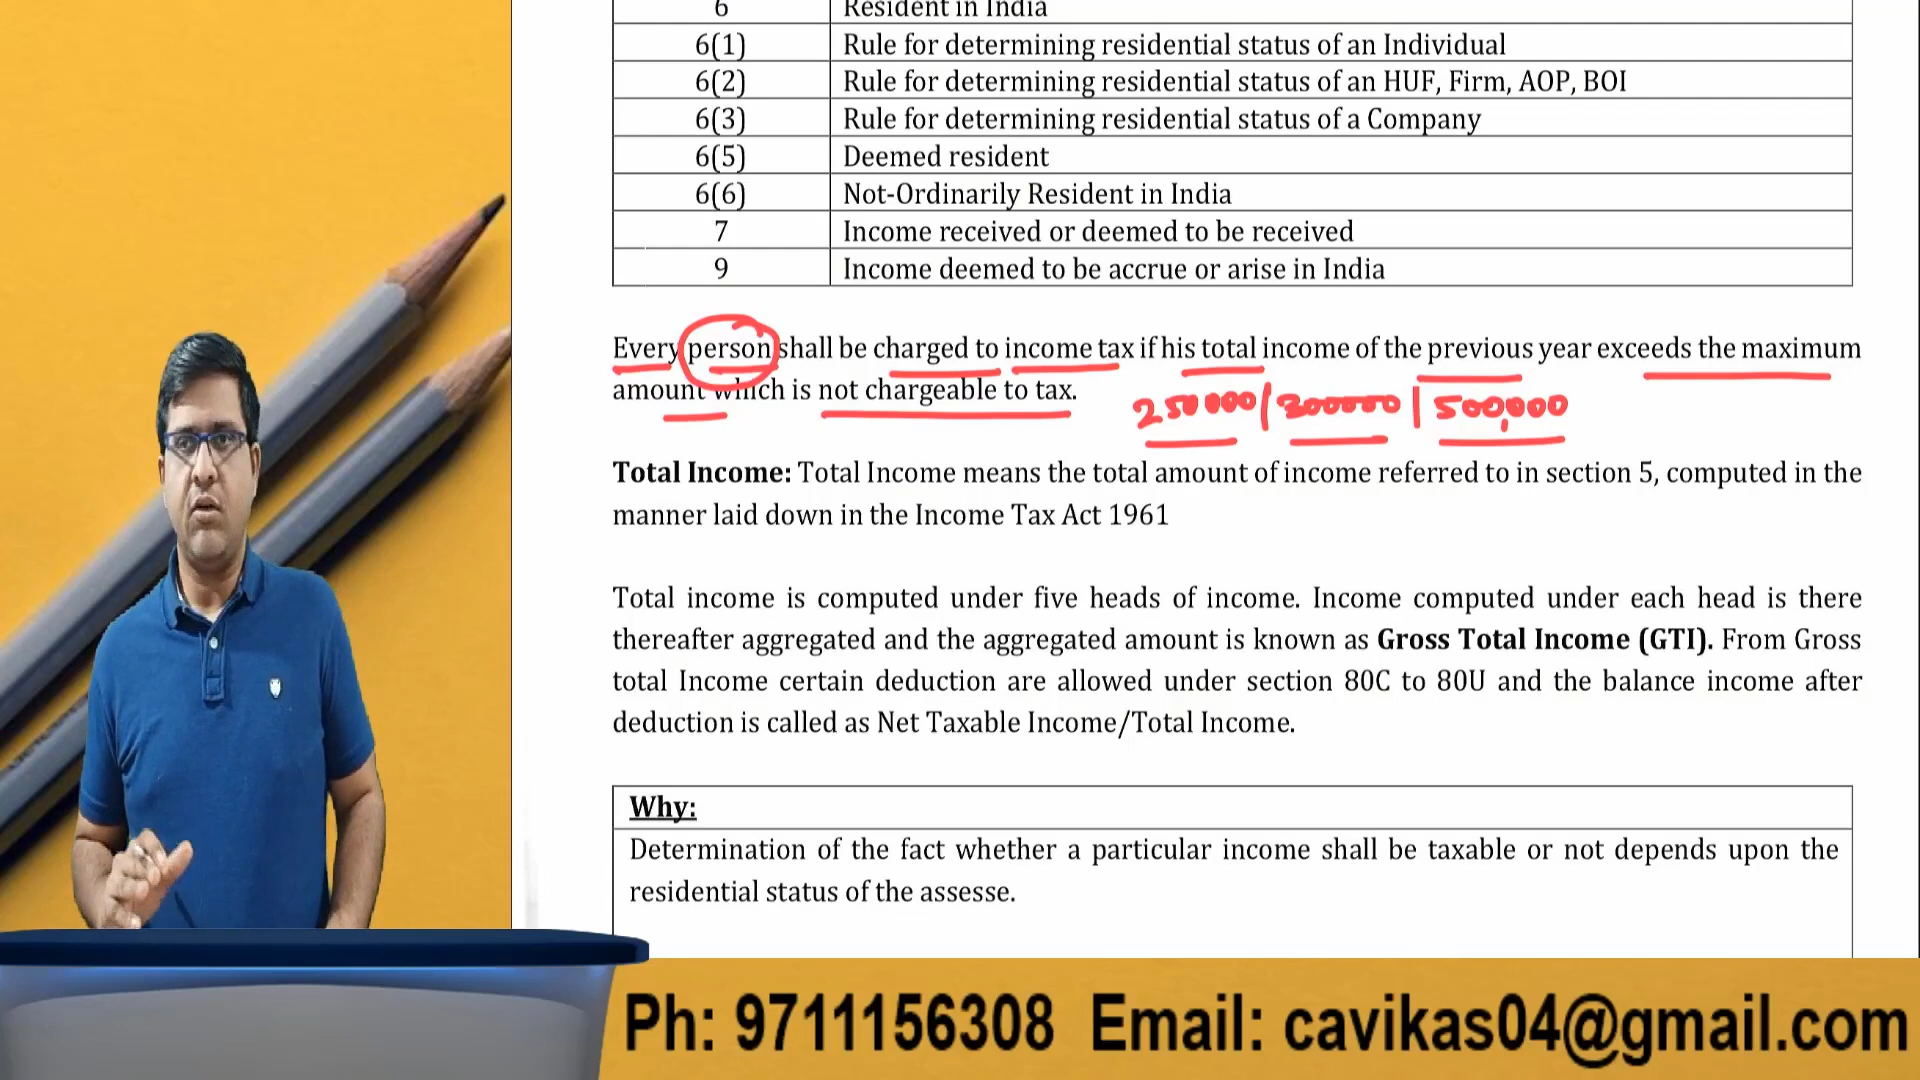 6 Resident in India
6(1) Rule for determining residential status of an Individual
6(2) Rule for determining residential status of an HUF, Firm, AOP, BOI
6(3) Rule for determining residential status of a Company
6(5) Deemed resident
6(6) Not-Ordinarily Resident in India
7 Income received or deemed to be received
9 Income deemed to be accrue or arise in India
Every person shall be charged to income tax if his total income of the previous year exceeds the maximum
amount which is not chargeable to tax.
250000/300000/500,000
Total Income: Total Income means the total amount of income referred to in section 5, computed in the
manner laid down in the Income Tax Act 1961
Total income is computed under five heads of income. Income computed under each head is there
thereafter aggregated and the aggregated amount is known as Gross Total Income (GTI). From Gross
total Income certain deduction are allowed under section 80C to 80U and the balance income after
deduction is called as Net Taxable Income/Total Income.
Why:
Determination of the fact whether a particular income shall be taxable or not depends upon the
residential status of the assesse.
Ph: 9711156308 Email: cavikas04@gmail.com